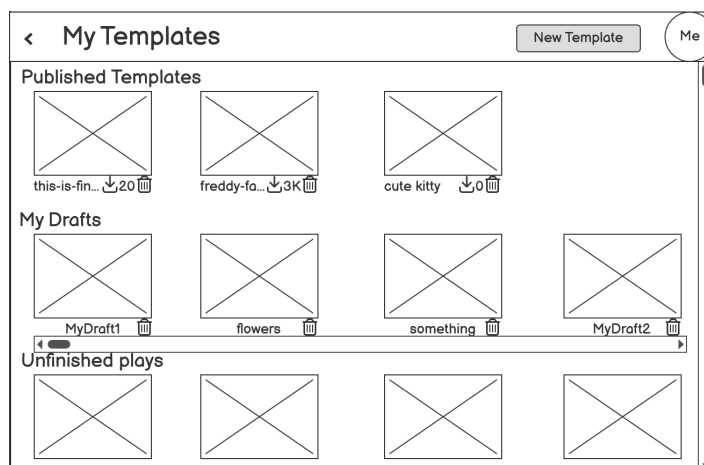 My Templates
New Template
Me
Published Templates
this-is-fin... 20
freddy-fa... 3K
cute kitty 0
My Drafts
MyDraft1
flowers
something
MyDraft2
Unfinished plays